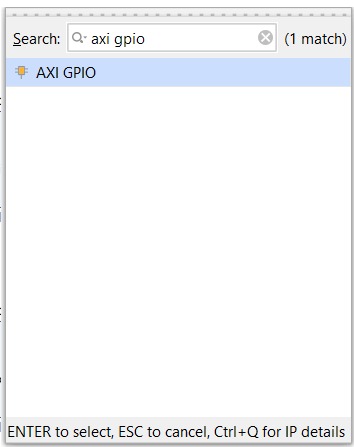 Search: axi gpio (1 match)
AXI GPIO
ENTER to select, ESC to cancel, Ctrl+Q for IP details